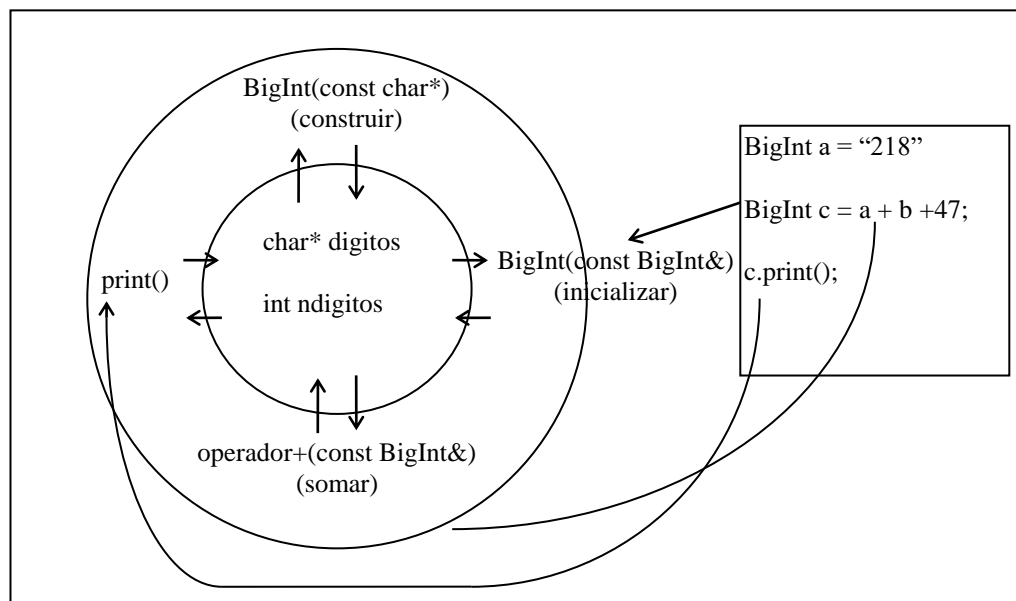 BigInt(const char*)
(construir)
char* digitos
int ndigitos
print()
BigInt(const BigInt&)
(inicializar)
operador+(const BigInt&)
(somar)
BigInt a = “218”
BigInt c = a + b +47;
c.print();